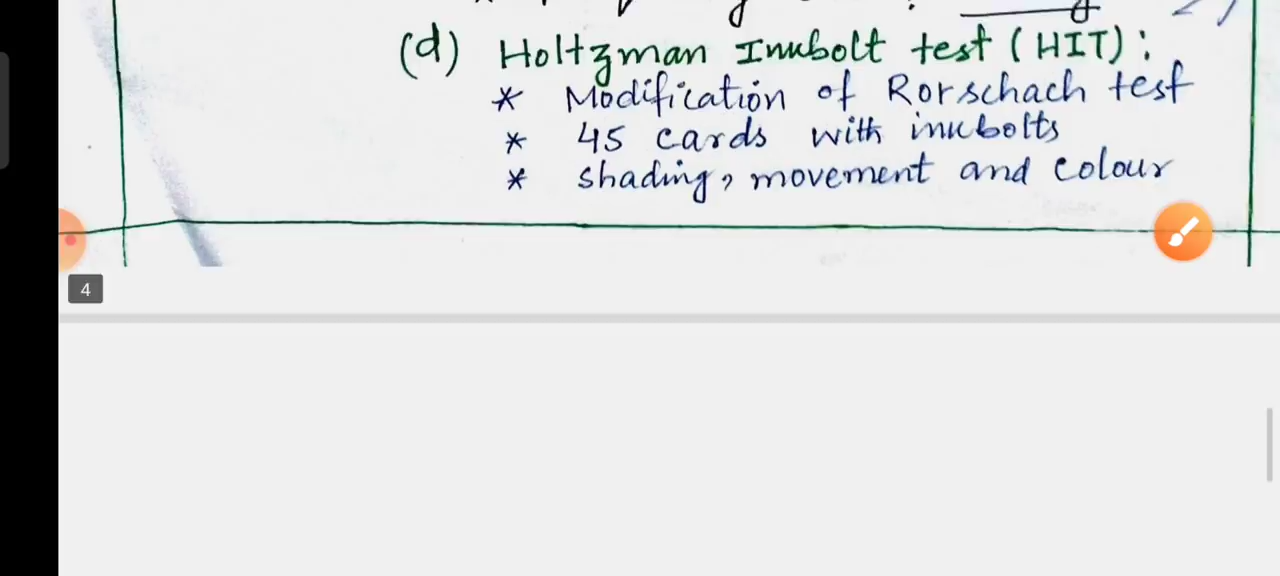 (d) Holtzman Inkbolt test (HIT):
* Modification of Rorschach test
* 45 cards with inkbolts
* shading, movement and colour
4